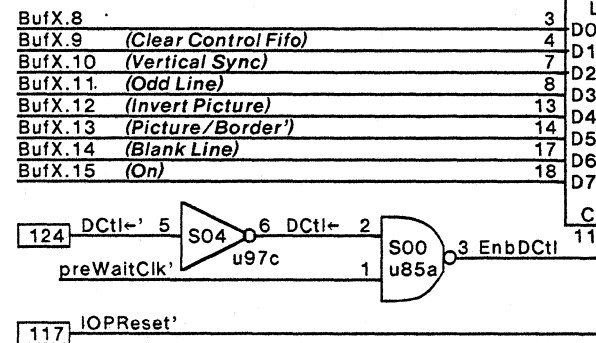 L
BufX.8 3 D0
BufX.9 (Clear Control Fifo) 4 D1
BufX.10 (Vertical Sync) 7 D2
BufX.11 (Odd Line) 8 D3
BufX.12 (Invert Picture) 13 D4
BufX.13 (Picture/Border') 14 D5
BufX.14 (Blank Line) 17 D6
BufX.15 (On) 18 D7
C
11
124 DCtl←' 5 S04 6 DCtl← 2
u97c
S00 3 EnbDCtl
u85a
preWaitClk' 1
117 IOPReset'